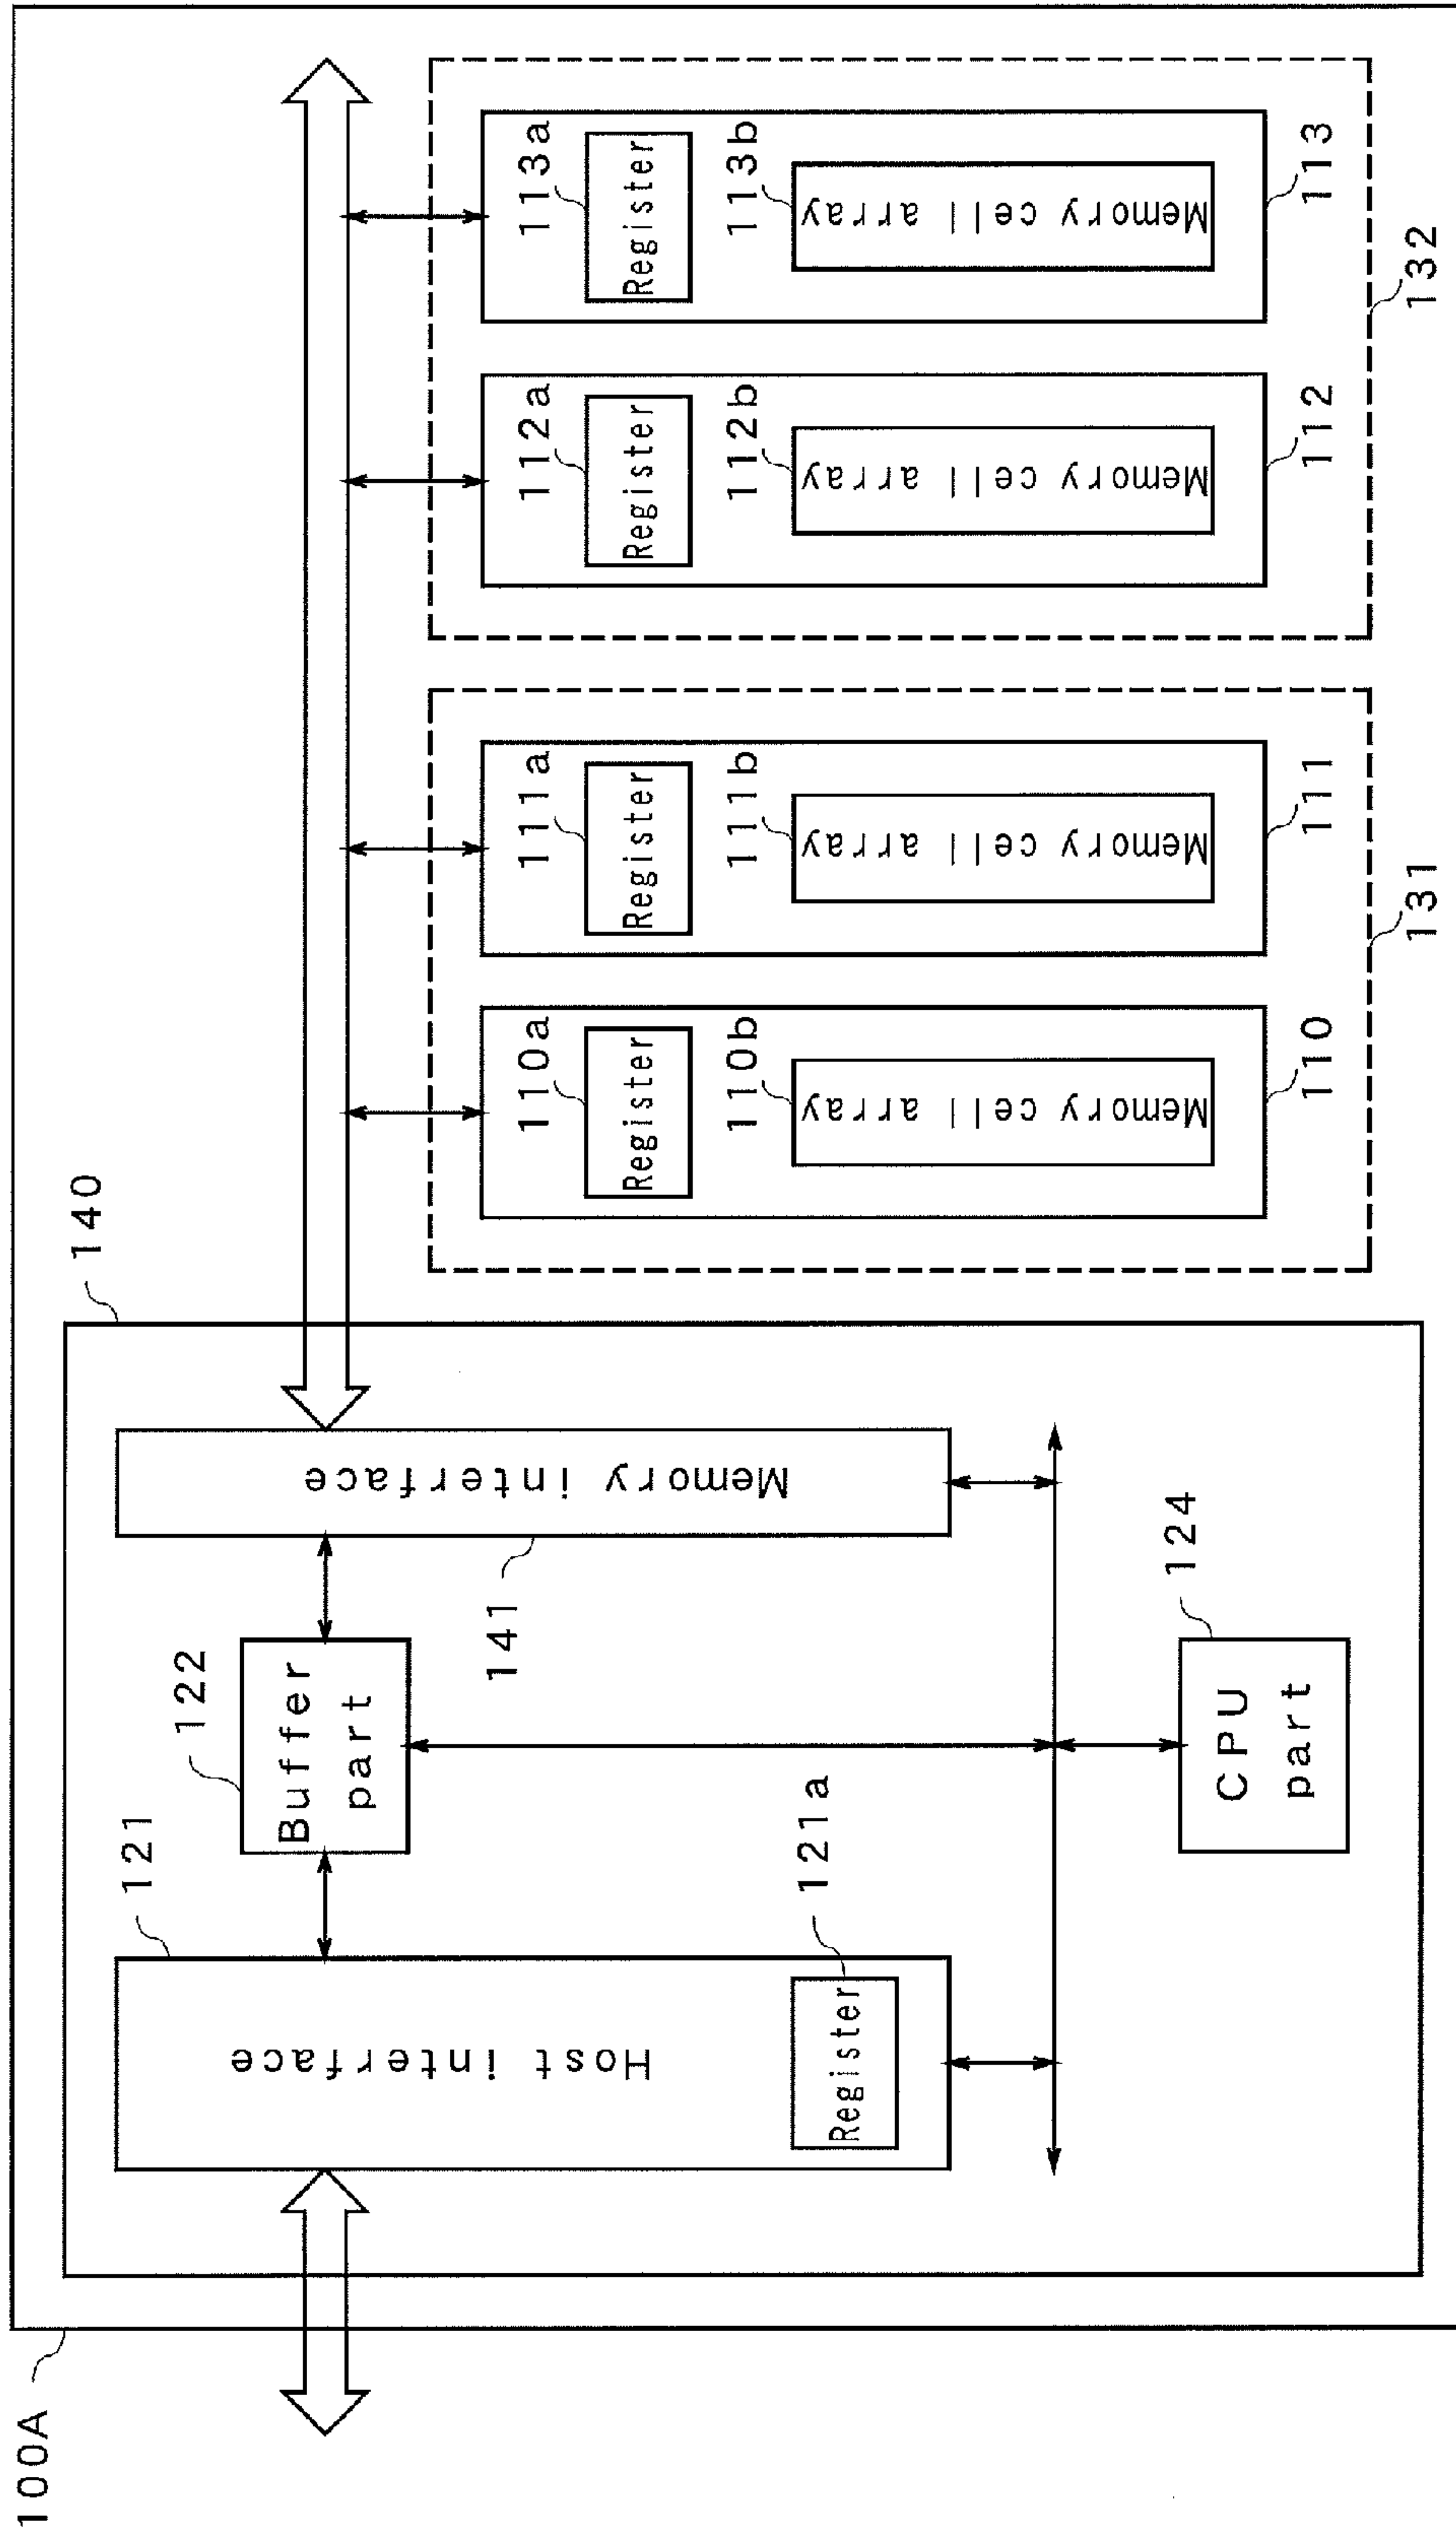 100A
140
121
Host interface
121a
Register
122
Buffer
part
141
Memory interface
124
CPU
part
110a
Register
110b
Memory cell array
110
111a
Register
111b
Memory cell array
111
131
112a
Register
112b
Memory cell array
112
113a
Register
113b
Memory cell array
113
132